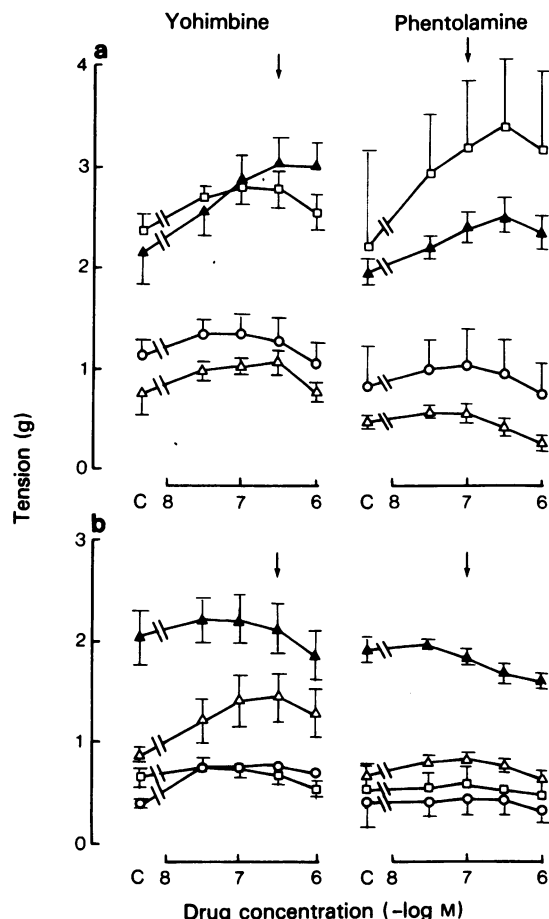 Yohimbine
Phentolamine
a
4
3
2
1
0
C 8 7 6
C 8 7 6
Tension (g)
b
3
2
1
0
C 8 7 6
C 8 7 6
Drug concentration (-log M)